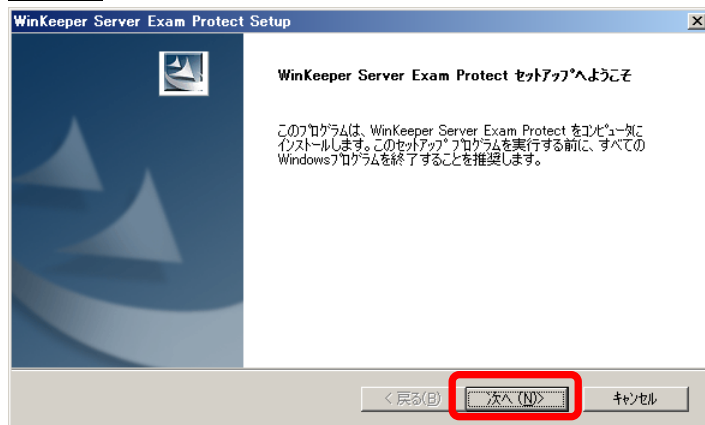 WinKeeper Server Exam Protect Setup
WinKeeper Server Exam Protect ｾｯﾄｱｯﾌﾟへようこそ
このﾌﾟﾛｸﾞﾗﾑは、WinKeeper Server Exam Protect をｺﾝﾋﾟｭｰﾀに
ｲﾝｽﾄｰﾙします。このｾｯﾄｱｯﾌﾟ ﾌﾟﾛｸﾞﾗﾑを実行する前に、すべての
Windowsﾌﾟﾛｸﾞﾗﾑを終了することを推奨します。
< 戻る(B) 次へ (N)> ｷｬﾝｾﾙ